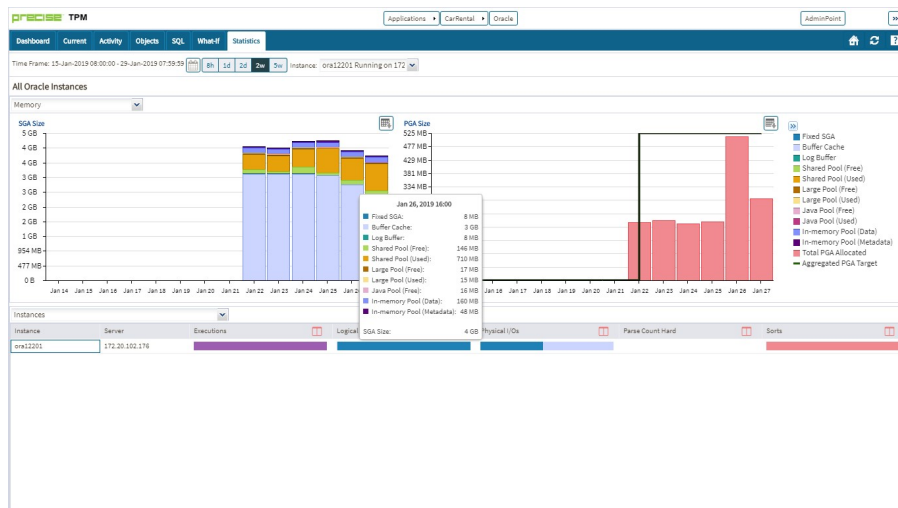 precise TPM
Applications CarRental Oracle
AdminPoint
Dashboard Current Activity Objects SQL What-If Statistics
Time Frame: 15-Jan-2019 08:00:00 - 29-Jan-2019 07:59:59 8h 1d 2d 2w 5w Instance: ora12201 Running on 172
All Oracle Instances
Memory
SGA Size
5 GB
4 GB
4 GB
3 GB
3 GB
2 GB
2 GB
1 GB
954 MB
477 MB
0 B
Jan 14 Jan 15 Jan 16 Jan 17 Jan 18 Jan 19 Jan 20 Jan 21 Jan 22 Jan 23 Jan 24 Jan 25
PGA Size
525 MB
477 MB
429 MB
381 MB
334 MB
Jan 16 Jan 17 Jan 18 Jan 19 Jan 20 Jan 21 Jan 22 Jan 23 Jan 24 Jan 25 Jan 26 Jan 27
Fixed SGA
Buffer Cache
Log Buffer
Shared Pool (Free)
Shared Pool (Used)
Large Pool (Free)
Large Pool (Used)
Java Pool (Free)
Java Pool (Used)
In-memory Pool (Data)
In-memory Pool (Metadata)
Total PGA Allocated
Aggregated PGA Target
Jan 26, 2019 16:00
Fixed SGA: 8 MB
Buffer Cache: 3 GB
Log Buffer: 8 MB
Shared Pool (Free): 146 MB
Shared Pool (Used): 710 MB
Large Pool (Free): 17 MB
Large Pool (Used): 15 MB
Java Pool (Free): 16 MB
In-memory Pool (Data): 160 MB
In-memory Pool (Metadata): 48 MB
SGA Size: 4 GB
Instances
Instance Server Executions Logical Physical I/Os Parse Count Hard Sorts
ora12201 172.20.102.176